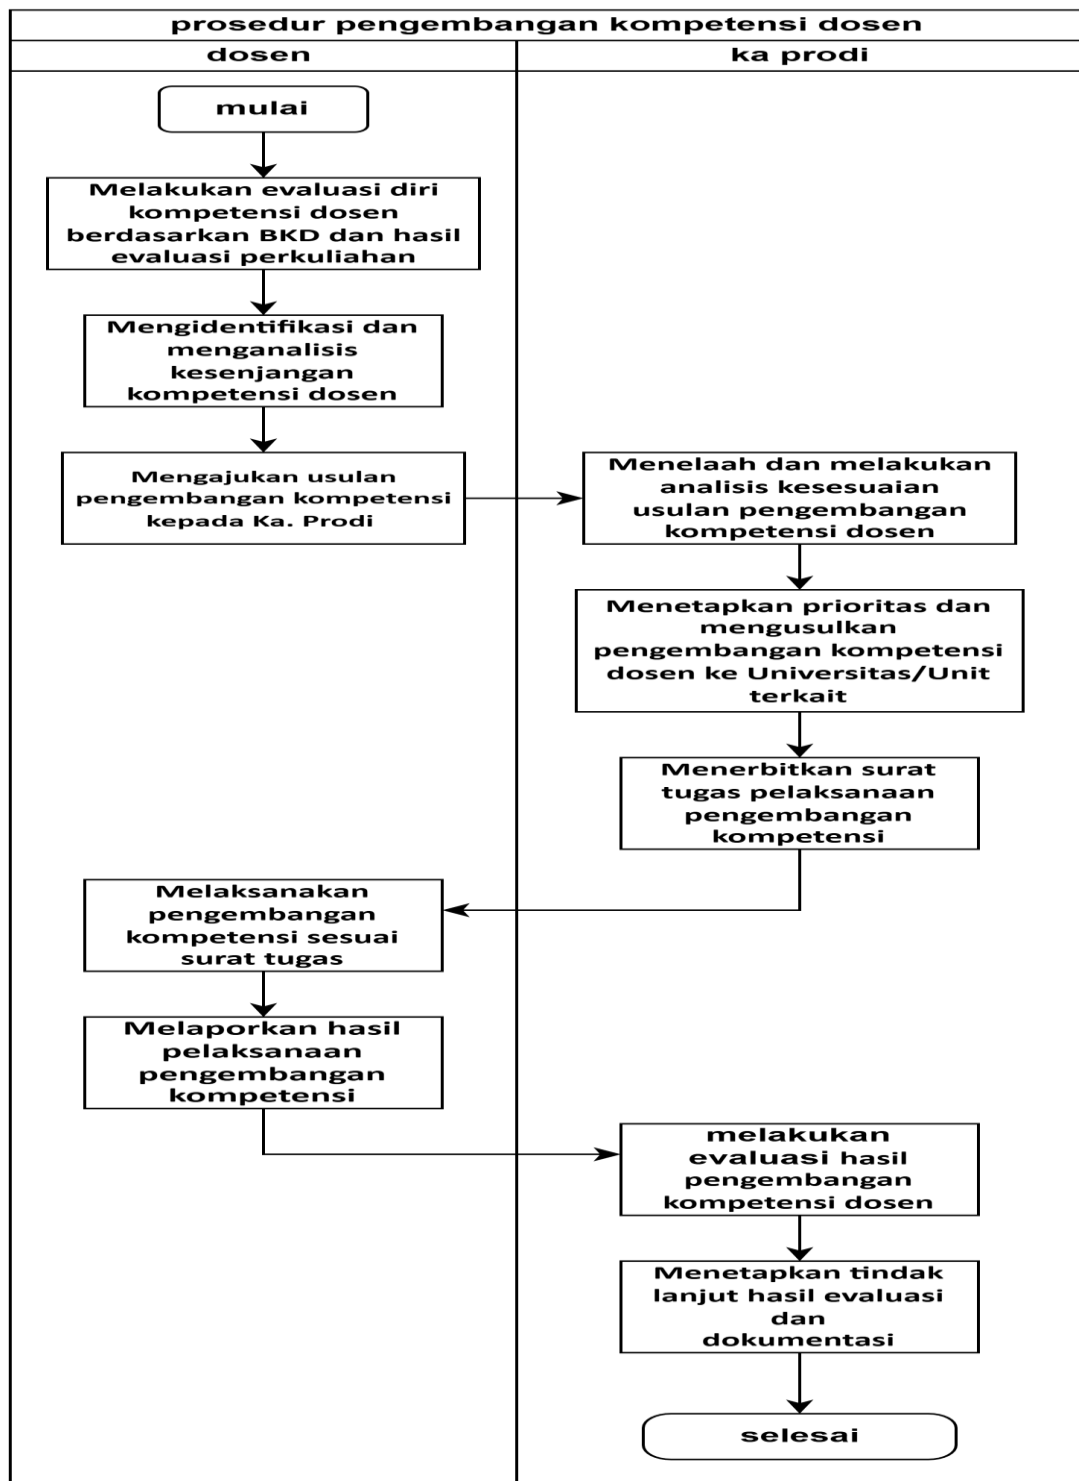 prosedur pengembangan kompetensi dosen
dosen
ka prodi
mulai
Melakukan evaluasi diri
kompetensi dosen
berdasarkan BKD dan hasil
evaluasi perkuliahan
Mengidentifikasi dan
menganalisis
kesenjangan
kompetensi dosen
Mengajukan usulan
pengembangan kompetensi
kepada Ka. Prodi
Menelaah dan melakukan
analisis kesesuaian
usulan pengembangan
kompetensi dosen
Menetapkan prioritas dan
mengusulkan
pengembangan kompetensi
dosen ke Universitas/Unit
terkait
Menerbitkan surat
tugas pelaksanaan
pengembangan
kompetensi
Melaksanakan
pengembangan
kompetensi sesuai
surat tugas
Melaporkan hasil
pelaksanaan
pengembangan
kompetensi
melakukan
evaluasi hasil
pengembangan
kompetensi dosen
Menetapkan tindak
lanjut hasil evaluasi
dan
dokumentasi
selesai